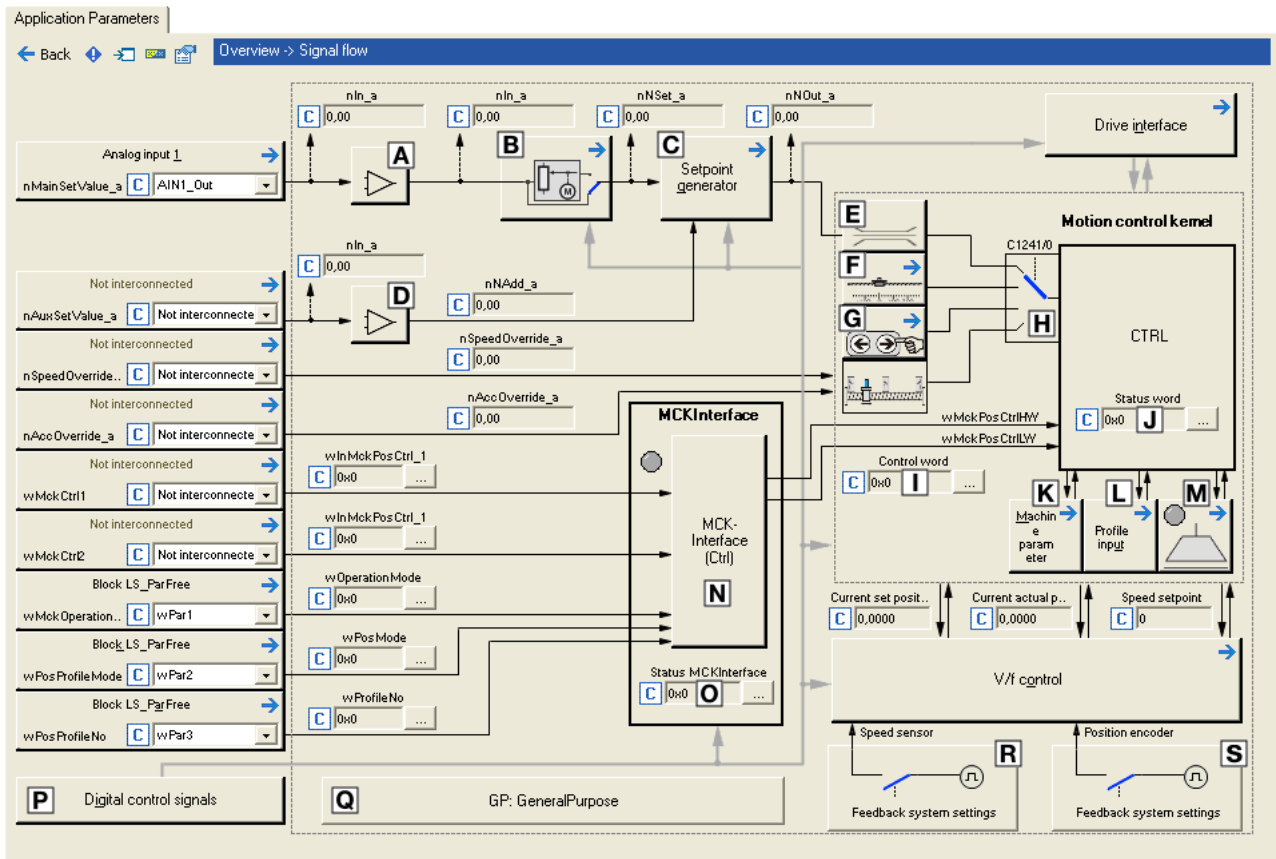 Application Parameters
Back
Overview -> Signal flow
nIn_a
C 0,00
nIn_a
C 0,00
nNSet_a
C 0,00
nNOut_a
C 0,00
Drive interface
Analog input 1
nMainSetValue_a C AIN1_Out
A
B
C
Setpoint
generator
nIn_a
C 0,00
D
nNAdd_a
C 0,00
Not interconnected
nAuxSetValue_a C Not interconnecte
Not interconnected
nSpeedOverride.. C Not interconnecte
nSpeedOverride_a
C 0,00
Not interconnected
nAccOverride_a C Not interconnecte
nAccOverride_a
C 0,00
Not interconnected
wMckCtrl1 C Not interconnecte
wInMckPosCtrl_1
C 0x0 ...
Not interconnected
wMckCtrl2 C Not interconnecte
wInMckPosCtrl_1
C 0x0 ...
Block LS_ParFree
wMckOperation.. C wPar1
wOperationMode
C 0x0 ...
Block LS_ParFree
wPosProfileMode C wPar2
wPosMode
C 0x0 ...
Block LS_ParFree
wPosProfileNo C wPar3
wProfileNo
C 0x0 ...
MCKInterface
MCK-
Interface
(Ctrl)
N
Status MCKInterface
C 0x0 O ...
E
F
G
Motion control kernel
C1241/0
H
CTRL
Status word
C 0x0 J ...
wMckPosCtrlHW
wMckPosCtrlLW
Control word
C 0x0 I ...
K
Machin
e
param
eter
L
Profile
input
M
Current set posit..
C 0,0000
Current actual p..
C 0,0000
Speed setpoint
C 0
V/f control
Speed sensor
R
Feedback system settings
Position encoder
S
Feedback system settings
P Digital control signals
Q GP: GeneralPurpose